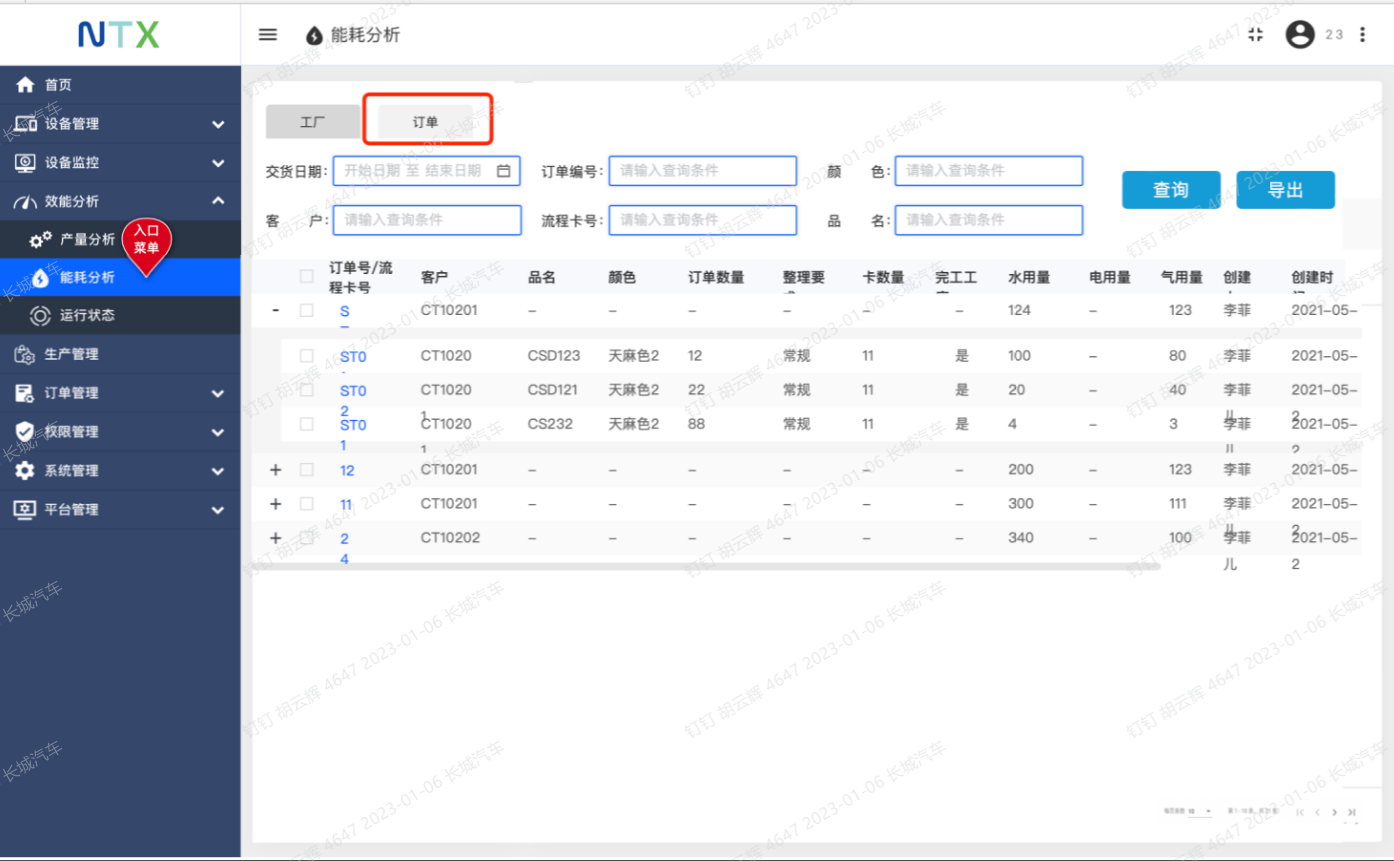 NTX
能耗分析
23
首页
设备管理
设备监控
效能分析
产量分析
入口
菜单
能耗分析
运行状态
生产管理
订单管理
权限管理
系统管理
平台管理
工厂
订单
交货日期: 开始日期 至 结束日期 订单编号: 请输入查询条件 颜 色: 请输入查询条件
查询 导出
客 户: 请输入查询条件 流程卡号: 请输入查询条件 品 名: 请输入查询条件
订单号/流程卡号 客户 品名 颜色 订单数量 整理要 卡数量 完工工 水用量 电用量 气用量 创建 创建时
- S CT10201 – – – – – – 124 – 123 李菲 2021–05–
ST0 CT1020 CSD123 天麻色2 12 常规 11 是 100 – 80 李菲 2021–05–
ST02 CT10201 CSD121 天麻色2 22 常规 11 是 20 – 40 李菲儿 2021–05–2
ST01 CT10201 CS232 天麻色2 88 常规 11 是 4 – 3 李菲儿 2021–05–2
+ 12 CT10201 – – – – – – 200 – 123 李菲 2021–05–
+ 11 CT10201 – – – – – – 300 – 111 李菲儿 2021–05–2
+ 24 CT10202 – – – – – – 340 – 100 李菲儿 2021–05–2
钉钉 胡云辉 4647 2023-01-06 长城汽车